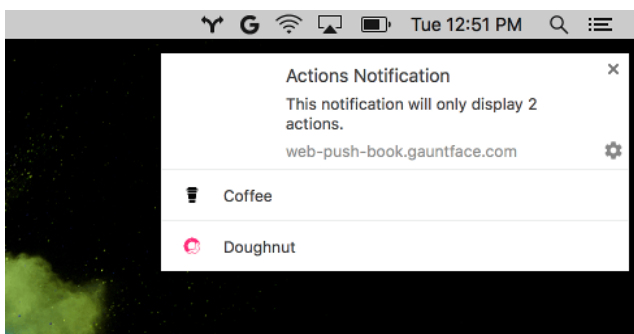 G Tue 12:51 PM
Actions Notification
This notification will only display 2
actions.
web-push-book.gauntface.com
Coffee
Doughnut